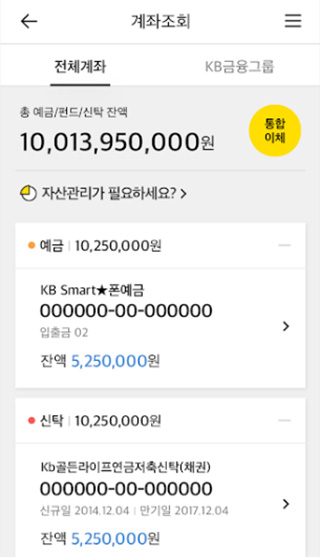 계좌조회
전체계좌 KB금융그룹
총 예금/펀드/신탁 잔액
10,013,950,000원
통합
이체
자산관리가 필요하세요?
예금 | 10,250,000원
KB Smart★폰예금
000000-00-000000
입출금 02
잔액 5,250,000원
신탁 | 10,250,000원
Kb골든라이프연금저축신탁(채권)
000000-00-000000
신규일 2014.12.04 | 만기일 2017.12.04
잔액 5,250,000원